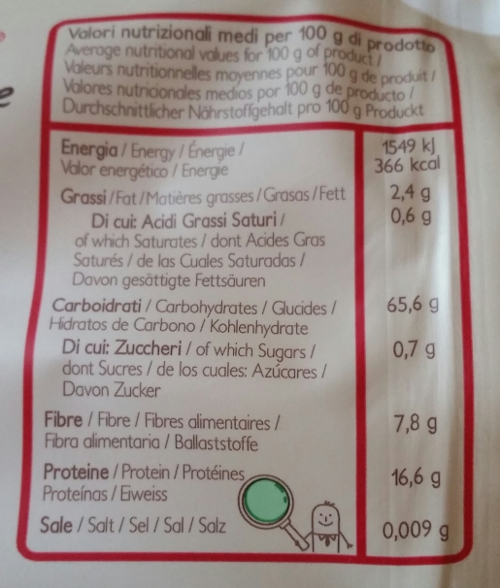 Valori nutrizionali medi per 100 g di prodotto
Average nutritional values for 100 g of product /
Valeurs nutritionnelles moyennes pour 100 g de produit /
Valores nutricionales medios por 100 g de producto /
Durchschnittlicher Nährstoffgehalt pro 100 g Produckt
Energia / Energy / Énergie / 1549 kJ
Valor energético / Energie 366 kcal
Grassi / Fat / Matières grasses / Grasas / Fett 2,4 g
Di cui: Acidi Grassi Saturi / 0,6 g
of which Saturates / dont Acides Gras
Saturés / de las Cuales Saturadas /
Davon gesättigte Fettsäuren
Carboidrati / Carbohydrates / Glucides / 65,6 g
Hidratos de Carbono / Kohlenhydrate
Di cui: Zuccheri / of which Sugars / 0,7 g
dont Sucres / de los cuales: Azúcares /
Davon Zucker
Fibre / Fibre / Fibres alimentaires / 7,8 g
Fibra alimentaria / Ballaststoffe
Proteine / Protein / Protéines 16,6 g
Proteínas / Eiweiss
Sale / Salt / Sel / Sal / Salz 0,009 g